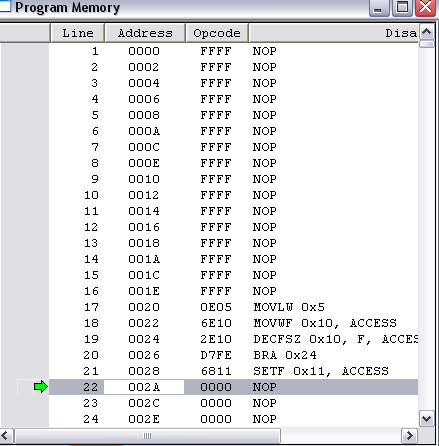 Program Memory
Line Address Opcode Disa
1 0000 FFFF NOP
2 0002 FFFF NOP
3 0004 FFFF NOP
4 0006 FFFF NOP
5 0008 FFFF NOP
6 000A FFFF NOP
7 000C FFFF NOP
8 000E FFFF NOP
9 0010 FFFF NOP
10 0012 FFFF NOP
11 0014 FFFF NOP
12 0016 FFFF NOP
13 0018 FFFF NOP
14 001A FFFF NOP
15 001C FFFF NOP
16 001E FFFF NOP
17 0020 0E05 MOVLW 0x5
18 0022 6E10 MOVWF 0x10, ACCESS
19 0024 2E10 DECFSZ 0x10, F, ACCES
20 0026 D7FE BRA 0x24
21 0028 6811 SETF 0x11, ACCESS
22 002A 0000 NOP
23 002C 0000 NOP
24 002E 0000 NOP